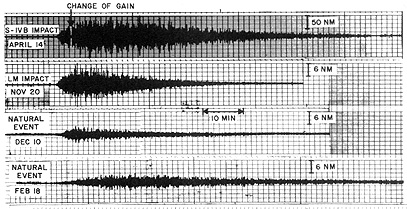 CHANGE OF GAIN
S-IVB IMPACT
APRIL 14
50 NM
LM IMPACT
NOV 20
6 NM
10 MIN
NATURAL
EVENT
DEC 10
6 NM
NATURAL
EVENT
FEB 18
6 NM